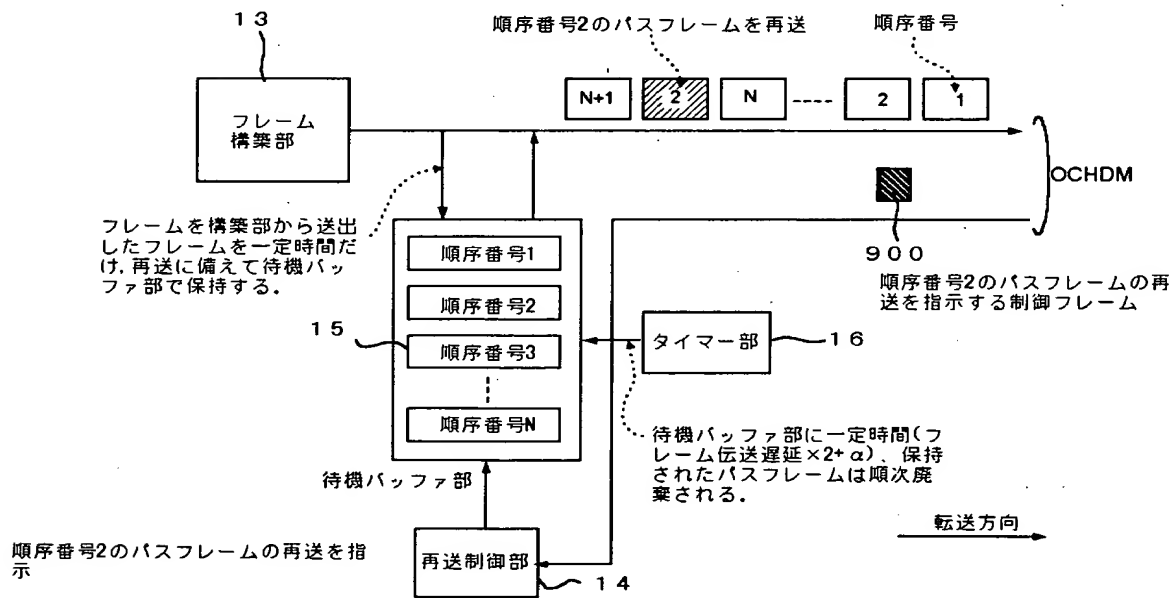 13
順序番号2のパスフレームを再送
順序番号
N+1
2
N
2
1
フレーム
構築部
OCHDM
フレームを構築部から送出
したフレームを一定時間だ
け,再送に備えて待機バッ
ファ部で保持する.
900
順序番号2のパスフレームの再
送を指示する制御フレーム
順序番号1
順序番号2
15
順序番号3
順序番号N
タイマー部
16
待機バッファ部に一定時間(フ
レーム伝送遅延×2+α)、保持
されたパスフレームは順次廃
棄される.
待機バッファ部
転送方向
順序番号2のパスフレームの再送を指
示
再送制御部
14